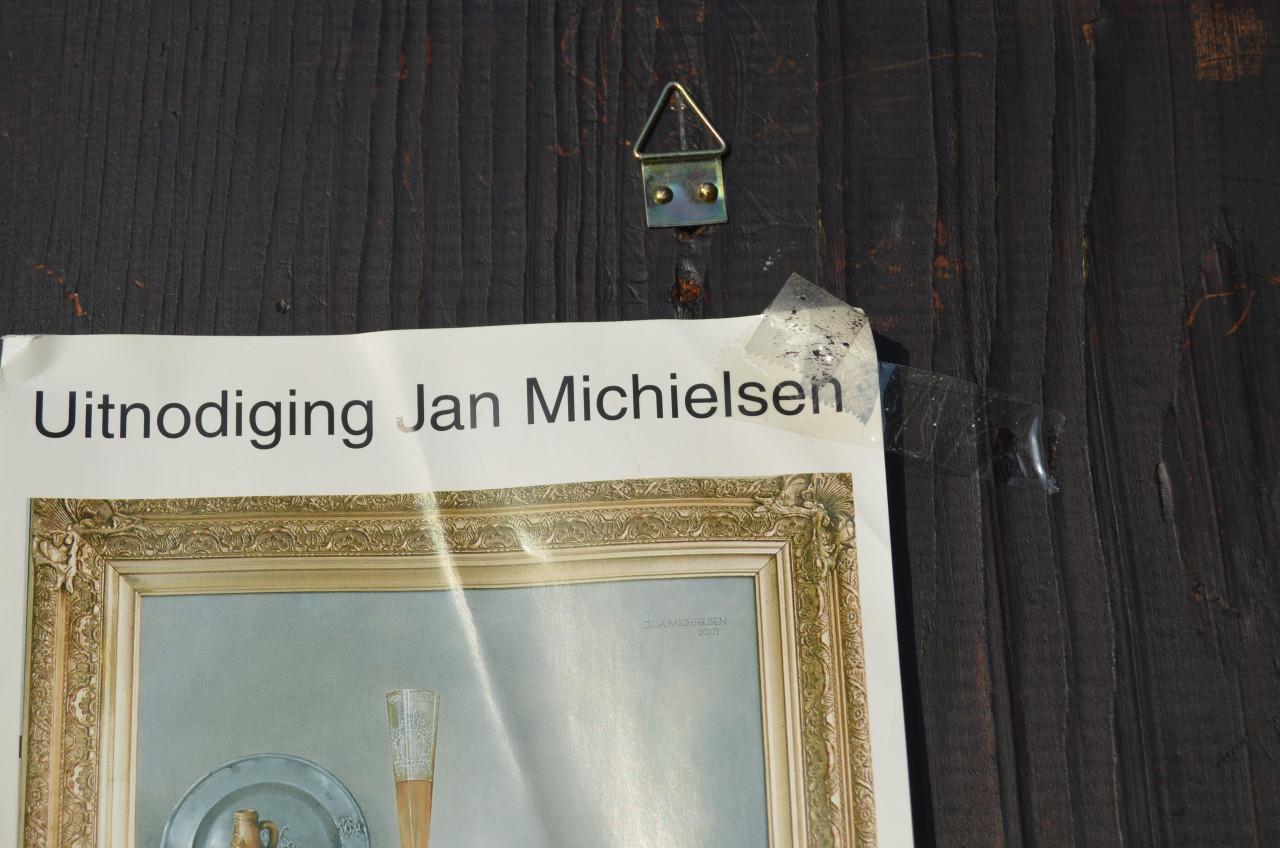 Uitnodiging Jan Michielsen
J.C.A.MICHIELSEN
2001